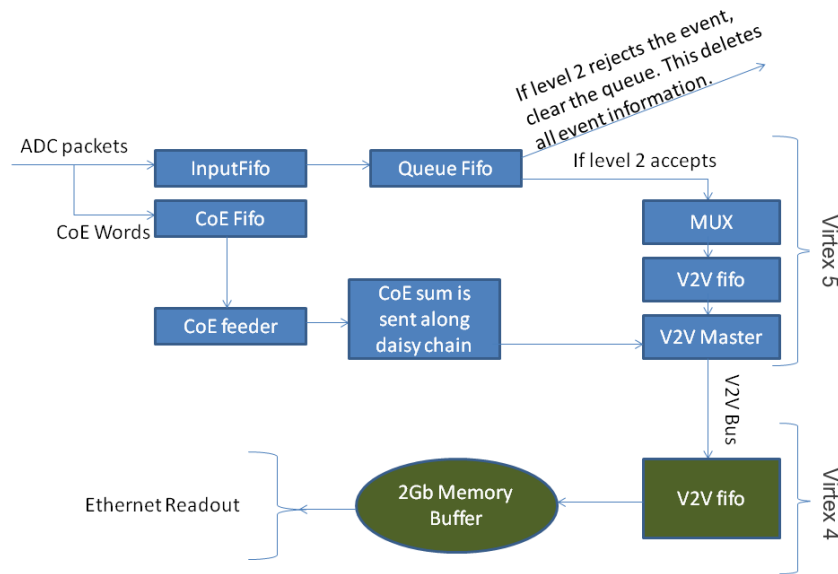 If level 2 rejects the event,
clear the queue. This deletes
all event information.
ADC packets
InputFifo
Queue Fifo
If level 2 accepts
CoE Words
CoE Fifo
MUX
V2V fifo
Virtex 5
CoE feeder
CoE sum is
sent along
daisy chain
V2V Master
V2V Bus
Ethernet Readout
2Gb Memory
Buffer
V2V fifo
Virtex 4